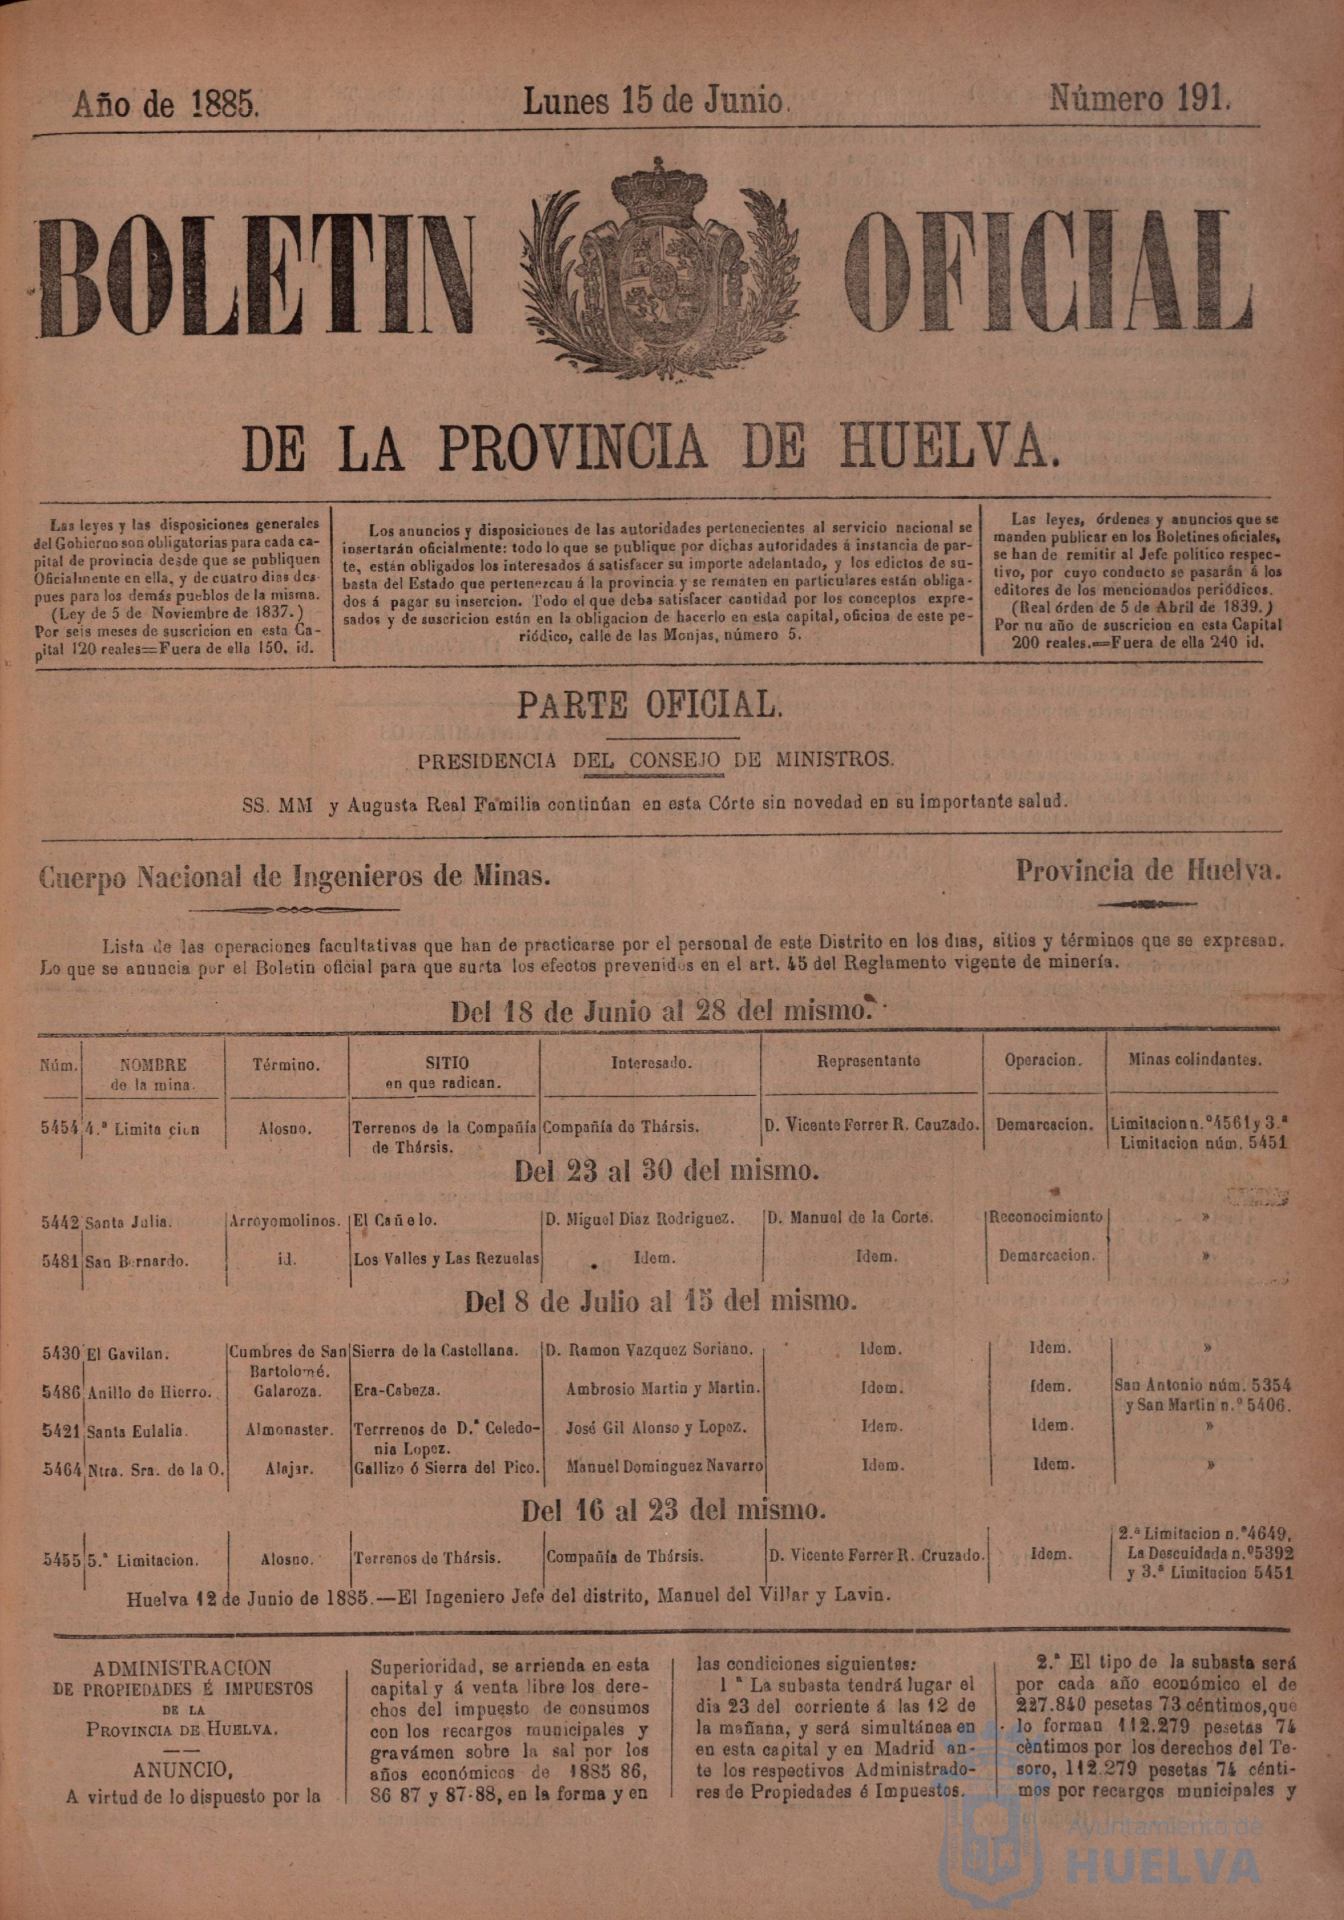 Año de 1885.
Lunes 15 de Junio.
Número 191.
BOLETIN OFICIAL
DE LA PROVINCIA DE HUELVA.
Las leyes y las disposiciones generales
del Gobierno son obligatorias para cada ca-
pital de provincia desde que se publiquen
Oficialmente en ella, y de cuatro dias des-
pues para los demás pueblos de la misma.
(Ley de 5 de Noviembre de 1837.)
Por seis meses de suscricion en esta Ca-
pital 120 reales=Fuera de ella 150. id.
Los anuncios y disposiciones de las autoridades pertenecientes al servicio nacional se
insertarán oficialmente: todo lo que se publique por dichas autoridades á instancia de par-
te, están obligados los interesados á satisfacer su importe adelantado, y los edictos de su-
basta del Estado que pertenezcan á la provincia y se rematen en particulares están obliga-
dos á pagar su insercion. Todo el que deba satisfacer cantidad por los conceptos expre-
sados y de suscricion están en la obligacion de hacerlo en esta capital, oficina de este pe-
riódico, calle de las Monjas, número 5.
Las leyes, órdenes y anuncios que se
manden publicar en los Boletines oficiales,
se han de remitir al Jefe político respec-
tivo, por cuyo conducto se pasarán á los
editores de los mencionados periódicos.
(Real órden de 5 de Abril de 1839.)
Por nu año de suscricion en esta Capital
200 reales.=Fuera de ella 240 id.
PARTE OFICIAL.
PRESIDENCIA DEL CONSEJO DE MINISTROS.
SS. MM y Augusta Real Familia continúan en esta Córte sin novedad en su importante salud.
Cuerpo Nacional de Ingenieros de Minas.
Provincia de Huelva.
Lista de las operaciones facultativas que han de practicarse por el personal de este Distrito en los dias, sitios y términos que se expresan.
Lo que se anuncia por el Boletin oficial para que surta los efectos prevenidos en el art. 45 del Reglamento vigente de minería.
Del 18 de Junio al 28 del mismo.
Núm. NOMBRE de la mina. Término. SITIO en que radican. Interesado. Representante Operacion. Minas colindantes.
5454 4.ª Limitacion Alosno. Terrenos de la Compañía Compañía de Thársis. D. Vicente Ferrer R. Cauzado. Demarcacion. Limitacion n.º 4561 y 3.ª
de Thársis. Limitacion núm. 5451
Del 23 al 30 del mismo.
5442 Santa Julia. Arroyomolinos. El Cañelo. D. Miguel Diaz Rodriguez. D. Manuel de la Corte. Reconocimiento »
5481 San Bernardo. id. Los Valles y Las Rezuelas Idem. Idem. Demarcacion. »
Del 8 de Julio al 15 del mismo.
5430 El Gavilan. Cumbres de San Sierra de la Castellana. D. Ramon Vazquez Soriano. Idem. Idem. »
Bartolomé.
5486 Anillo de Hierro. Galaroza. Era-Cabeza. Ambrosio Martin y Martin. Idem. Idem. San Antonio núm. 5354
y San Martin n.º 5406.
5421 Santa Eulalia. Almonaster. Terrrenos de D.ª Celedo- José Gil Alonso y Lopez. Idem. Idem. »
nia Lopez.
5464 Ntra. Sra. de la O. Alajar. Gallizo ó Sierra del Pico. Manuel Dominguez Navarro Idem. Idem. »
Del 16 al 23 del mismo.
2.ª Limitacion n.º 4649,
5455 5.ª Limitacion. Alosno. Terrenos de Thársis. Compañía de Thársis. D. Vicente Ferrer R. Cruzado. Idem. La Descuidada n.º 5392
y 3.ª Limitacion 5451
Huelva 12 de Junio de 1885.—El Ingeniero Jefe del distrito, Manuel del Villar y Lavin.
ADMINISTRACION
DE PROPIEDADES É IMPUESTOS
DE LA
PROVINCIA DE HUELVA.
ANUNCIO,
A virtud de lo dispuesto por la
Superioridad, se arrienda en esta
capital y á venta libre los dere-
chos del impuesto de consumos
con los recargos municipales y
gravámen sobre la sal por los
años económicos de 1885 86,
86 87 y 87-88, en la forma y en
las condiciones siguientes:
1 ª La subasta tendrá lugar el
dia 23 del corriente á las 12 de
la mañana, y será simultánea en
en esta capital y en Madrid an-
te los respectivos Administrado-
res de Propiedades é Impuestos.
2.ª El tipo de la subasta será
por cada año económico el de
227.840 pesetas 73 céntimos, que
lo forman 112.279 pesetas 74
cèntimos por los derechos del Te-
soro, 112.279 pesetas 74 cénti-
mos por recargos municipales y
Ayuntamiento de
HUELVA